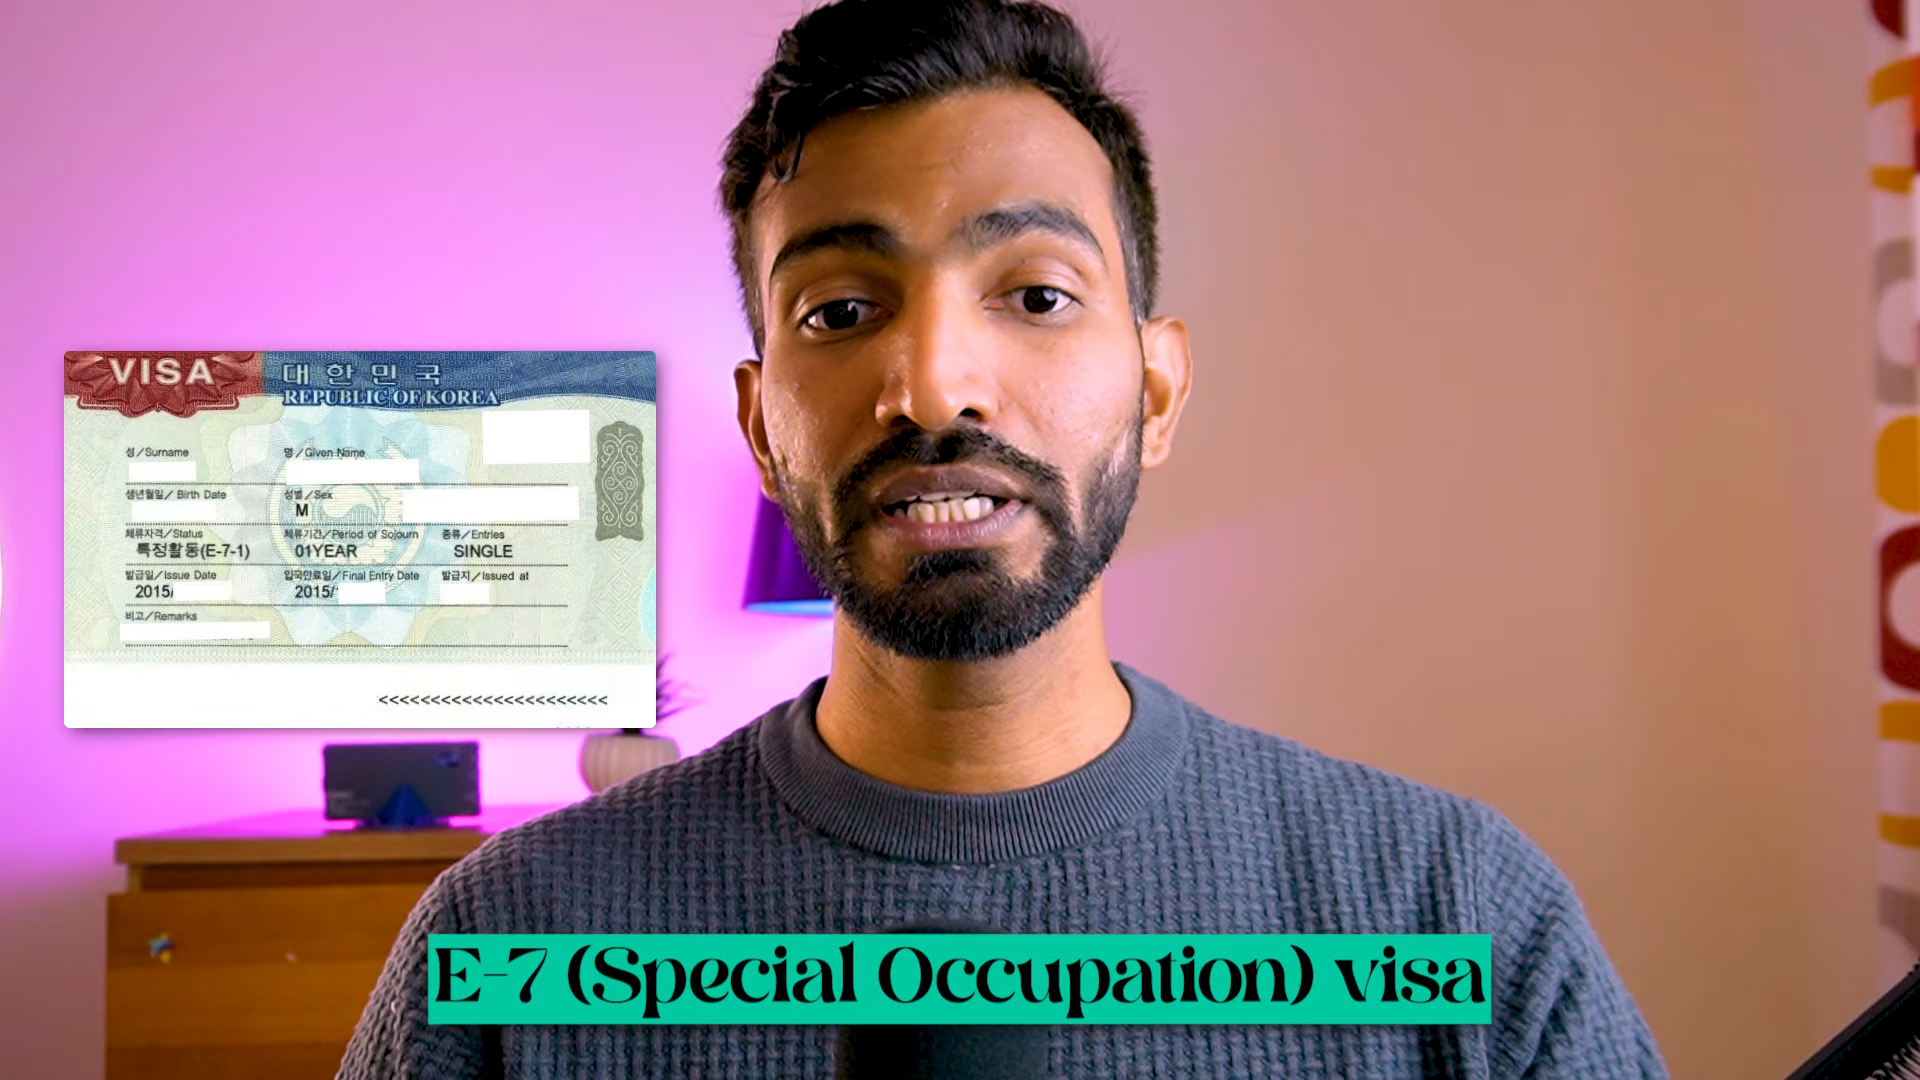 VISA
대한민국
REPUBLIC OF KOREA
성/Surname
명/Given Name
생년월일/Birth Date
성별/Sex
M
체류자격/Status
체류기간/Period of Sojourn
종류/Entries
특정활동(E-7-1)
01YEAR
SINGLE
발급일/Issue Date
입국만료일/Final Entry Date
발급지/Issued at
2015/
2015/
비고/Remarks
<<<<<<<<<<<<<<<<<<<<<<
E-7 (Special Occupation) visa